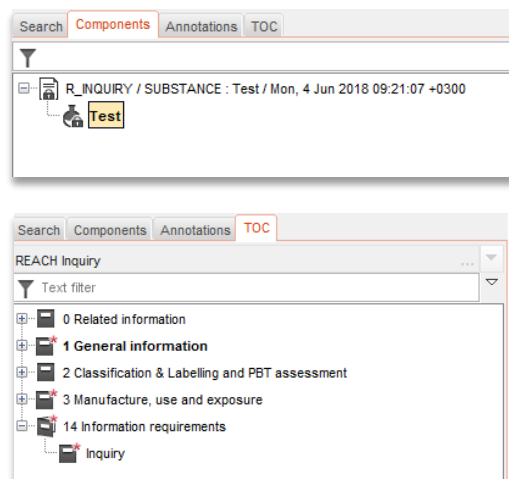 Search Components Annotations TOC
R_INQUIRY / SUBSTANCE : Test / Mon, 4 Jun 2018 09:21:07 +0300
Test
Search Components Annotations TOC
REACH Inquiry ...
Text filter
0 Related information
1 General information
2 Classification & Labelling and PBT assessment
3 Manufacture, use and exposure
14 Information requirements
Inquiry